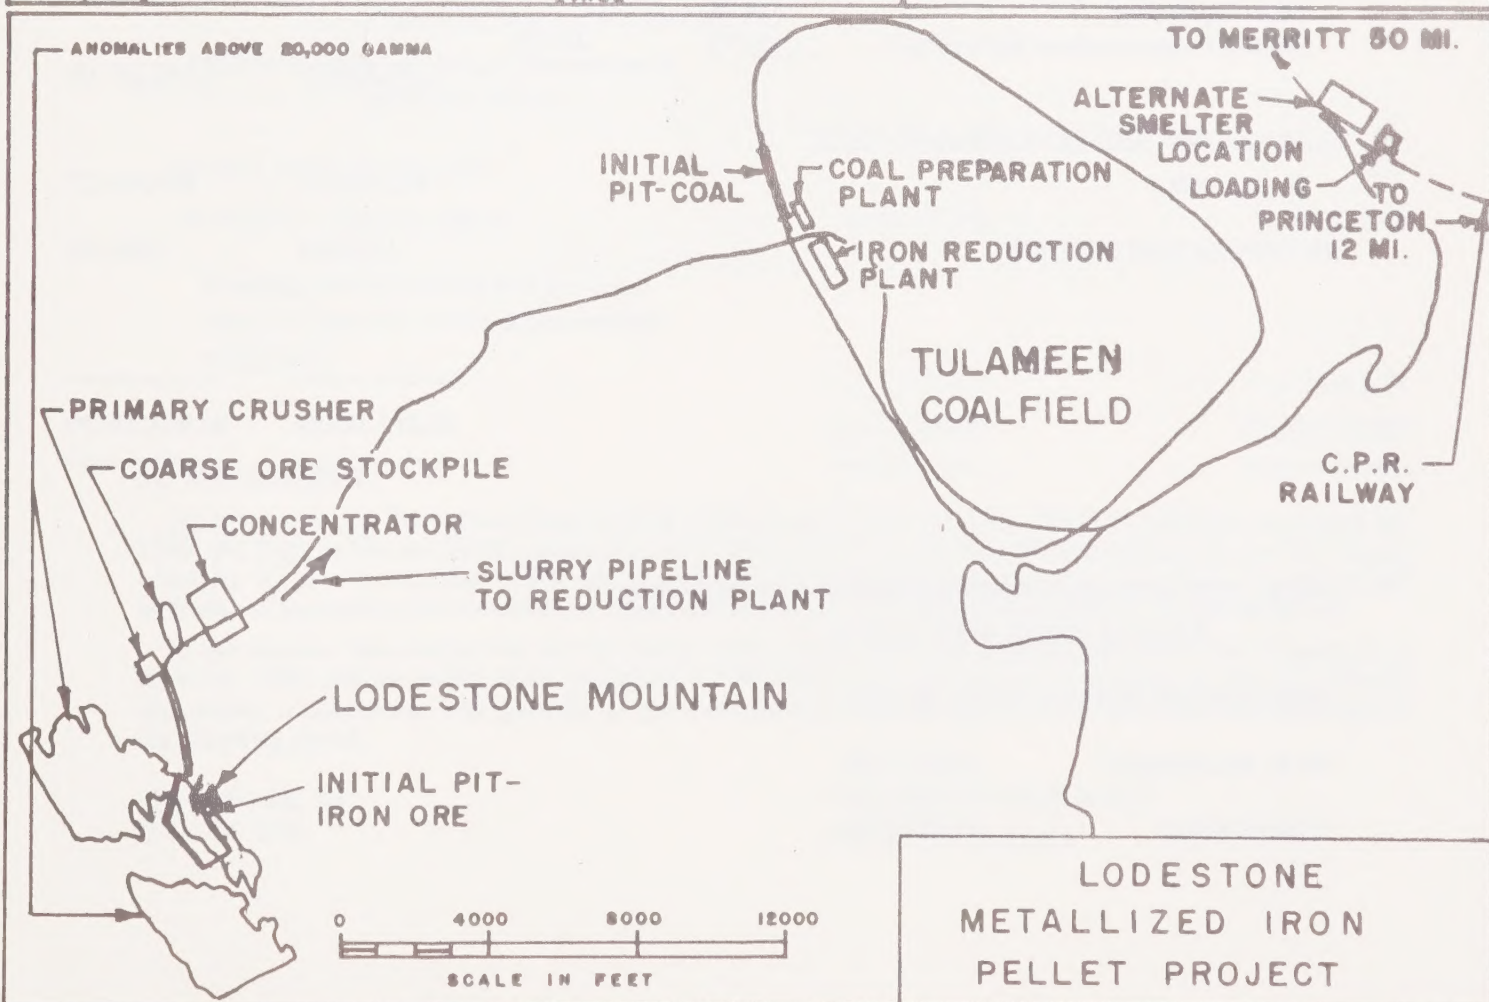 ANOMALIES ABOVE 20,000 GAMMA
TO MERRITT 50 MI.
ALTERNATE
SMELTER
LOCATION
LOADING
TO
PRINCETON
12 MI.
INITIAL
PIT-COAL
COAL PREPARATION
PLANT
IRON REDUCTION
PLANT
TULAMEEN
COALFIELD
C.P.R.
RAILWAY
PRIMARY CRUSHER
COARSE ORE STOCKPILE
CONCENTRATOR
SLURRY PIPELINE
TO REDUCTION PLANT
LODESTONE MOUNTAIN
INITIAL PIT-
IRON ORE
0 4000 8000 12000
SCALE IN FEET
LODESTONE
METALLIZED IRON
PELLET PROJECT